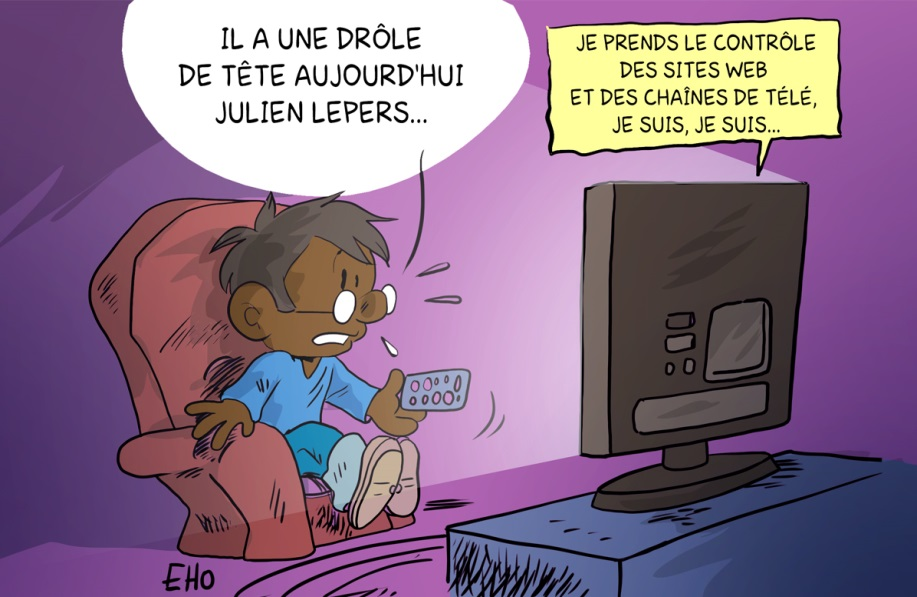 IL A UNE DRÔLE
DE TÊTE AUJOURD'HUI
JULIEN LEPERS...
JE PRENDS LE CONTRÔLE
DES SITES WEB
ET DES CHAÎNES DE TÉLÉ,
JE SUIS, JE SUIS...
EHO